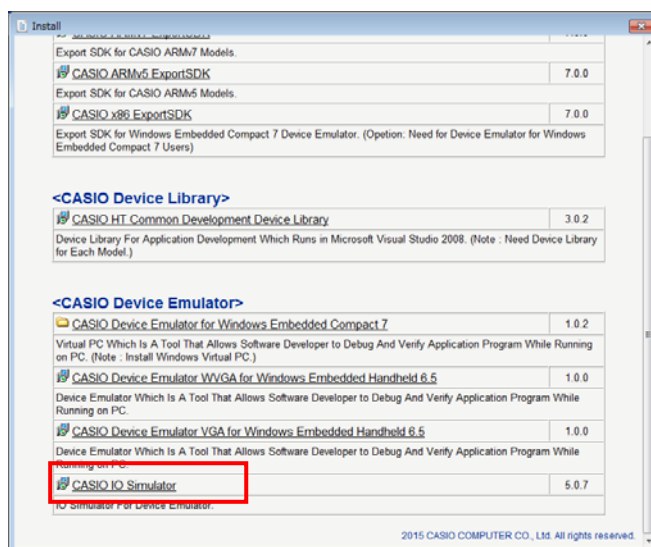 Install
Export SDK for CASIO ARMv7 Models.
CASIO ARMv5 ExportSDK 7.0.0
Export SDK for CASIO ARMv5 Models.
CASIO x86 ExportSDK 7.0.0
Export SDK for Windows Embedded Compact 7 Device Emulator. (Opetion: Need for Device Emulator for Windows
Embedded Compact 7 Users)
<CASIO Device Library>
CASIO HT Common Development Device Library 3.0.2
Device Library For Application Development Which Runs in Microsoft Visual Studio 2008. (Note : Need Device Library
for Each Model.)
<CASIO Device Emulator>
CASIO Device Emulator for Windows Embedded Compact 7 1.0.2
Virtual PC Which Is A Tool That Allows Software Developer to Debug And Verify Application Program While Running
on PC. (Note : Install Windows Virtual PC.)
CASIO Device Emulator WVGA for Windows Embedded Handheld 6.5 1.0.0
Device Emulator Which Is A Tool That Allows Software Developer to Debug And Verify Application Program While
Running on PC.
CASIO Device Emulator VGA for Windows Embedded Handheld 6.5 1.0.0
Device Emulator Which Is A Tool That Allows Software Developer to Debug And Verify Application Program While
Running on PC.
CASIO IO Simulator 5.0.7
IO Simulator For Device Emulator.
2015 CASIO COMPUTER CO., Ltd. All rights reserved.